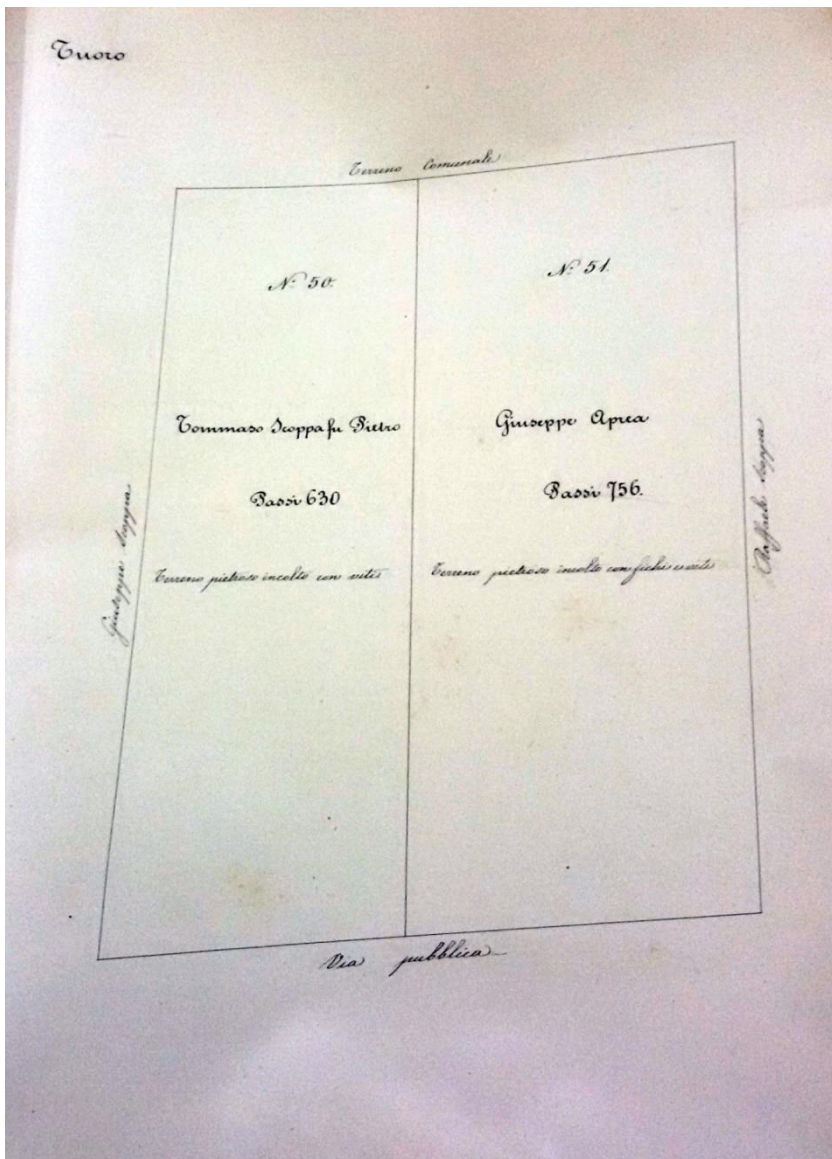 Tuoro
Terreno Comunale
N.º 50.
N.º 51.
Tommaso Scoppa fu Pietro
Giuseppe Aprea
Passi 630
Passi 756.
Terreno pietroso incolto con viti
Terreno pietroso incolto con fichi e viti
Giuseppe Scoppa
Raffaele Scoppa
Via pubblica